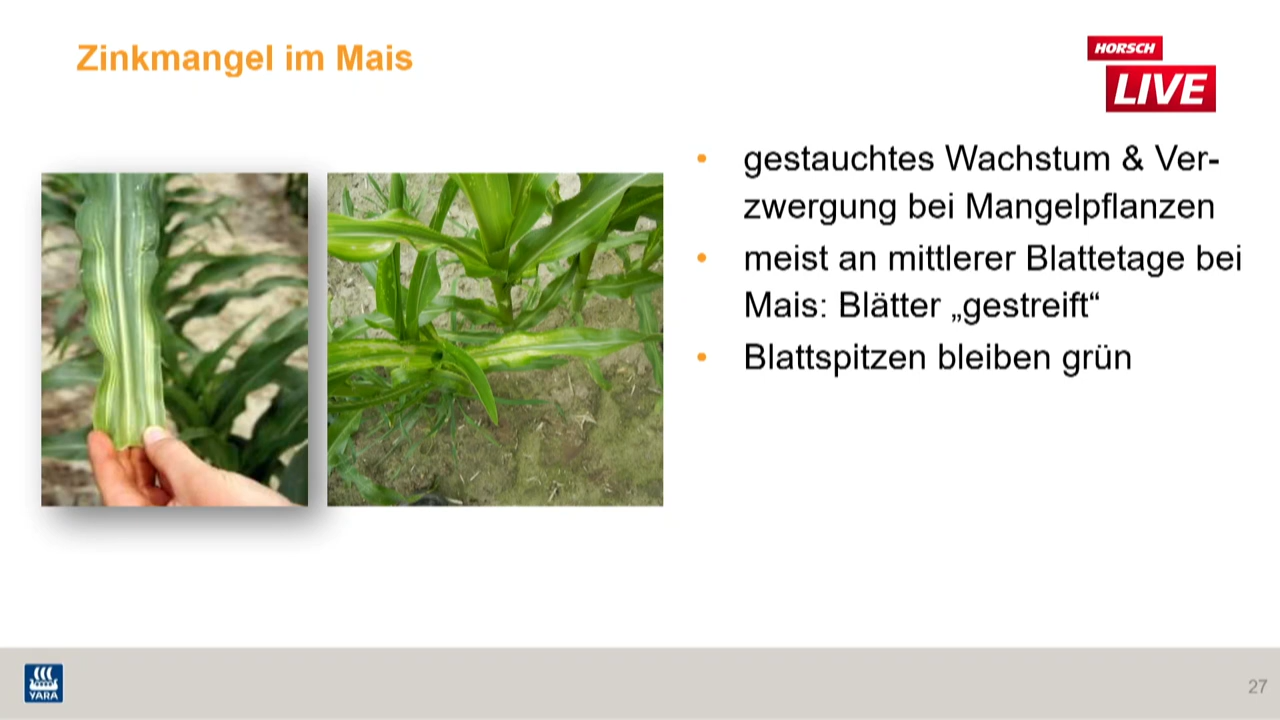 Zinkmangel im Mais
HORSCH
LIVE
• gestauchtes Wachstum & Ver-
zwergung bei Mangelpflanzen
• meist an mittlerer Blattetage bei
Mais: Blätter „gestreift“
• Blattspitzen bleiben grün
YARA
27